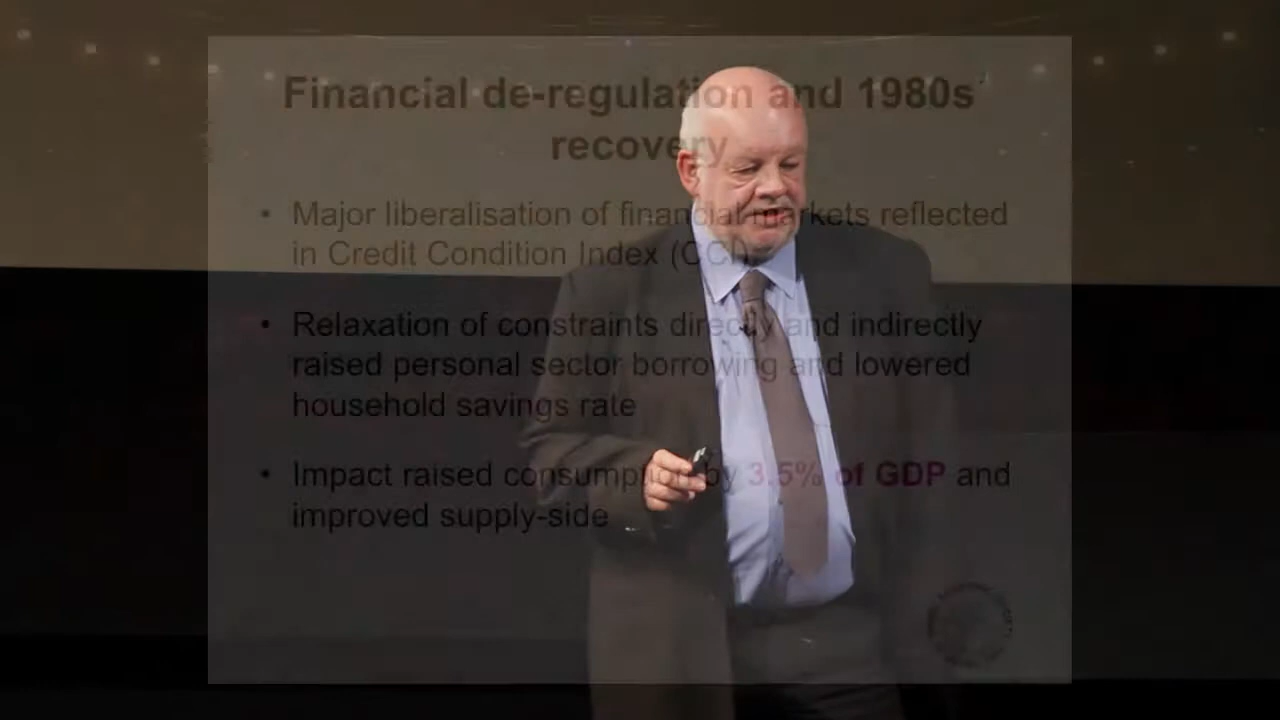 Financial de-regulation and 1980s
recovery
• Major liberalisation of financial markets reflected
in Credit Condition Index (CCI)
• Relaxation of constraints directly and indirectly
raised personal sector borrowing and lowered
household savings rate
• Impact raised consumption by 3.5% of GDP and
improved supply-side